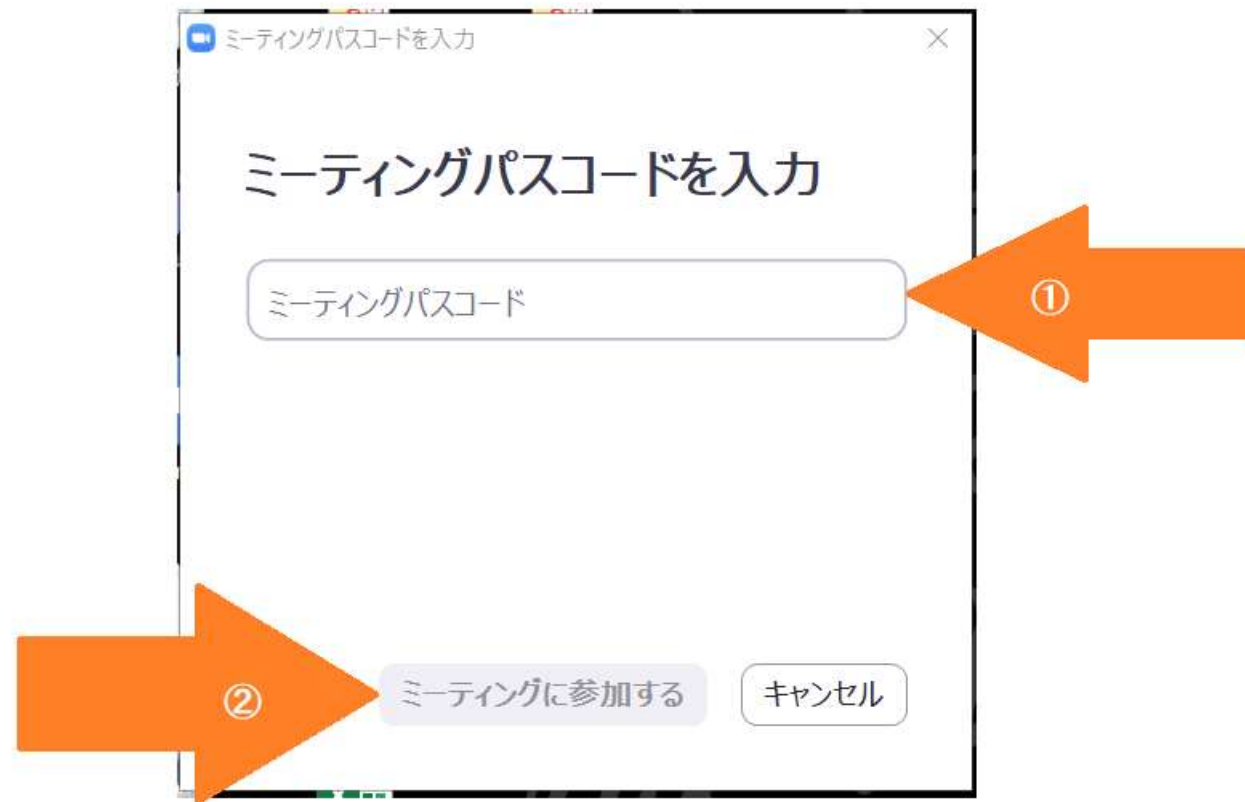 ミーティングパスコードを入力
ミーティングパスコードを入力
ミーティングパスコード
①
②
ミーティングに参加する
キャンセル